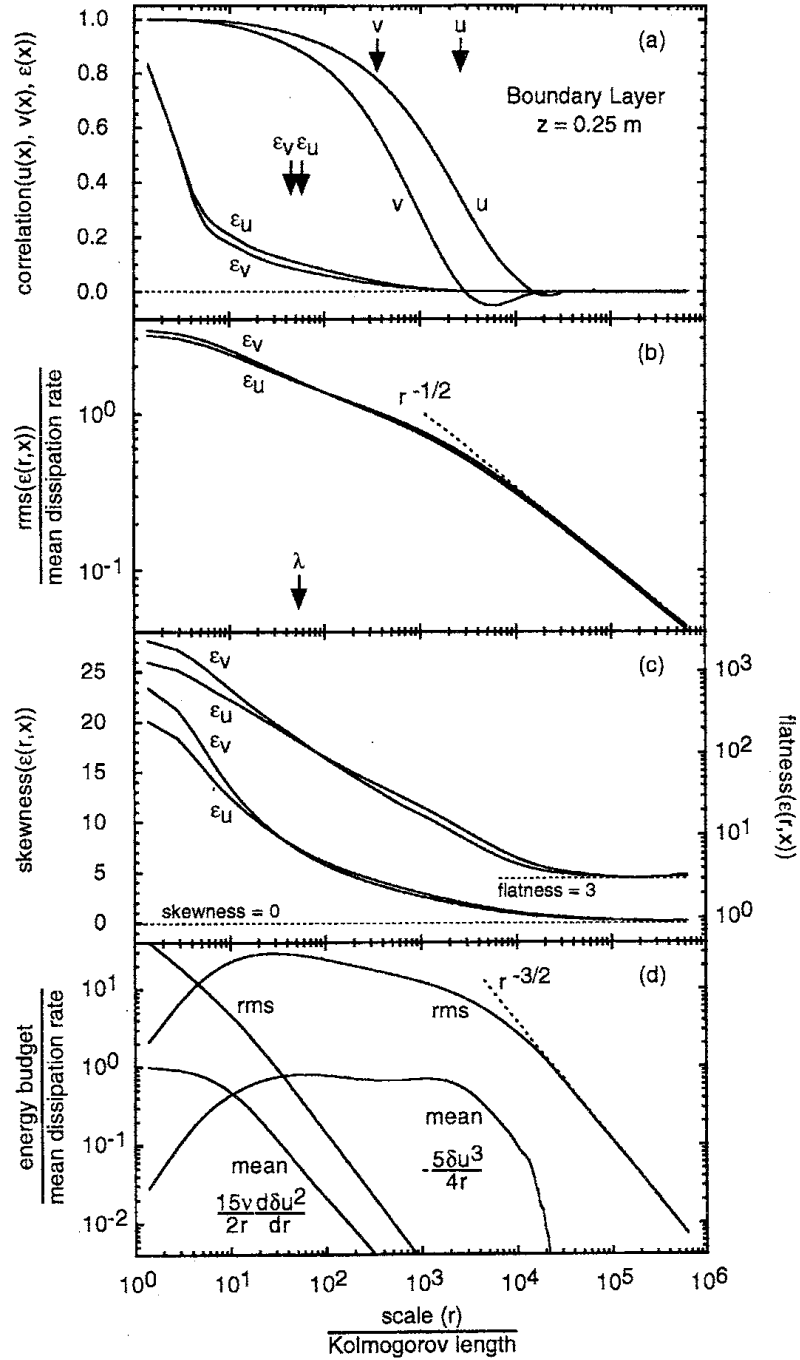 correlation(u(x), v(x), ε(x))
1.0
0.8
0.6
0.4
0.2
0.0
v
u
(a)
Boundary Layer
z = 0.25 m
εv εu
v
u
εu
εv
rms(ε(r,x))
mean dissipation rate
10^0
10^-1
εv
εu
r^-1/2
(b)
λ
skewness(ε(r,x))
25
20
15
10
5
0
εv
εu
εv
εu
(c)
skewness = 0
flatness = 3
10^3
10^2
10^1
10^0
flatness(ε(r,x))
energy budget
mean dissipation rate
10^1
10^0
10^-1
10^-2
(d)
r^-3/2
rms
rms
mean
-5δu^3
4r
mean
15ν dδu^2
2r dr
10^0 10^1 10^2 10^3 10^4 10^5 10^6
scale (r)
Kolmogorov length